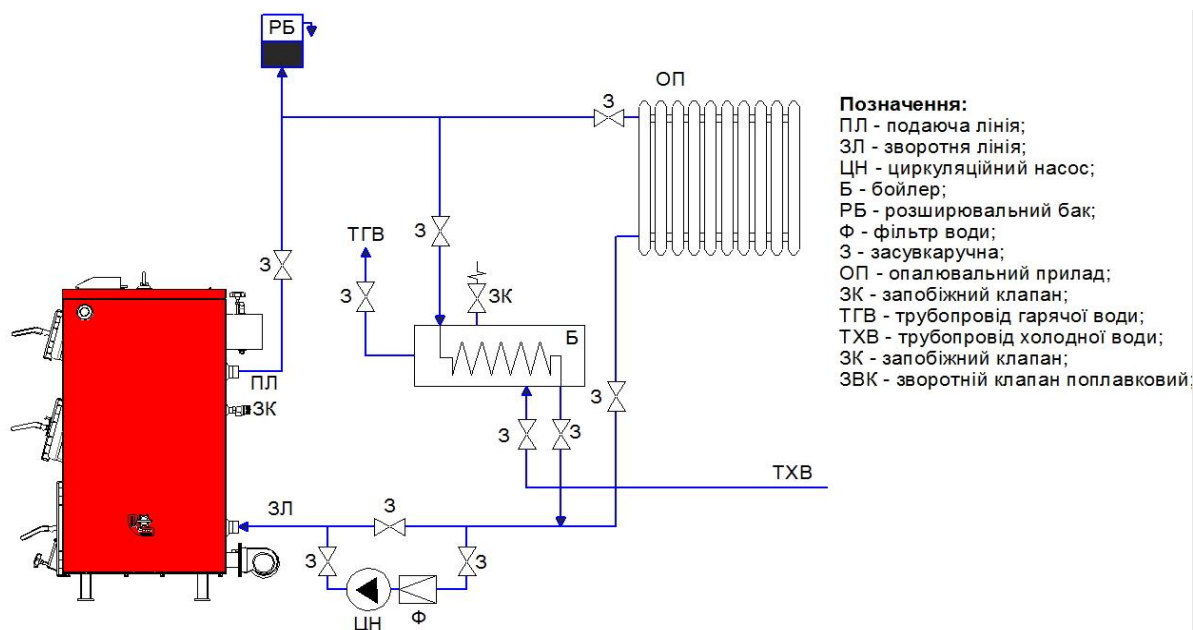 РБ
ОП
З
Позначення:
ПЛ - подаюча лінія;
ЗЛ - зворотня лінія;
ЦН - циркуляційний насос;
Б - бойлер;
РБ - розширювальний бак;
Ф - фільтр води;
З - засувкаручна;
ОП - опалювальний прилад;
ЗК - запобіжний клапан;
ТГВ - трубопровід гарячої води;
ТХВ - трубопровід холодної води;
ЗК - запобіжний клапан;
ЗВК - зворотній клапан поплавковий;
З
ТГВ
З
З
ЗК
Б
ПЛ
ЗК
З
З
З
ТХВ
ЗЛ
З
З
З
ЦН
Ф